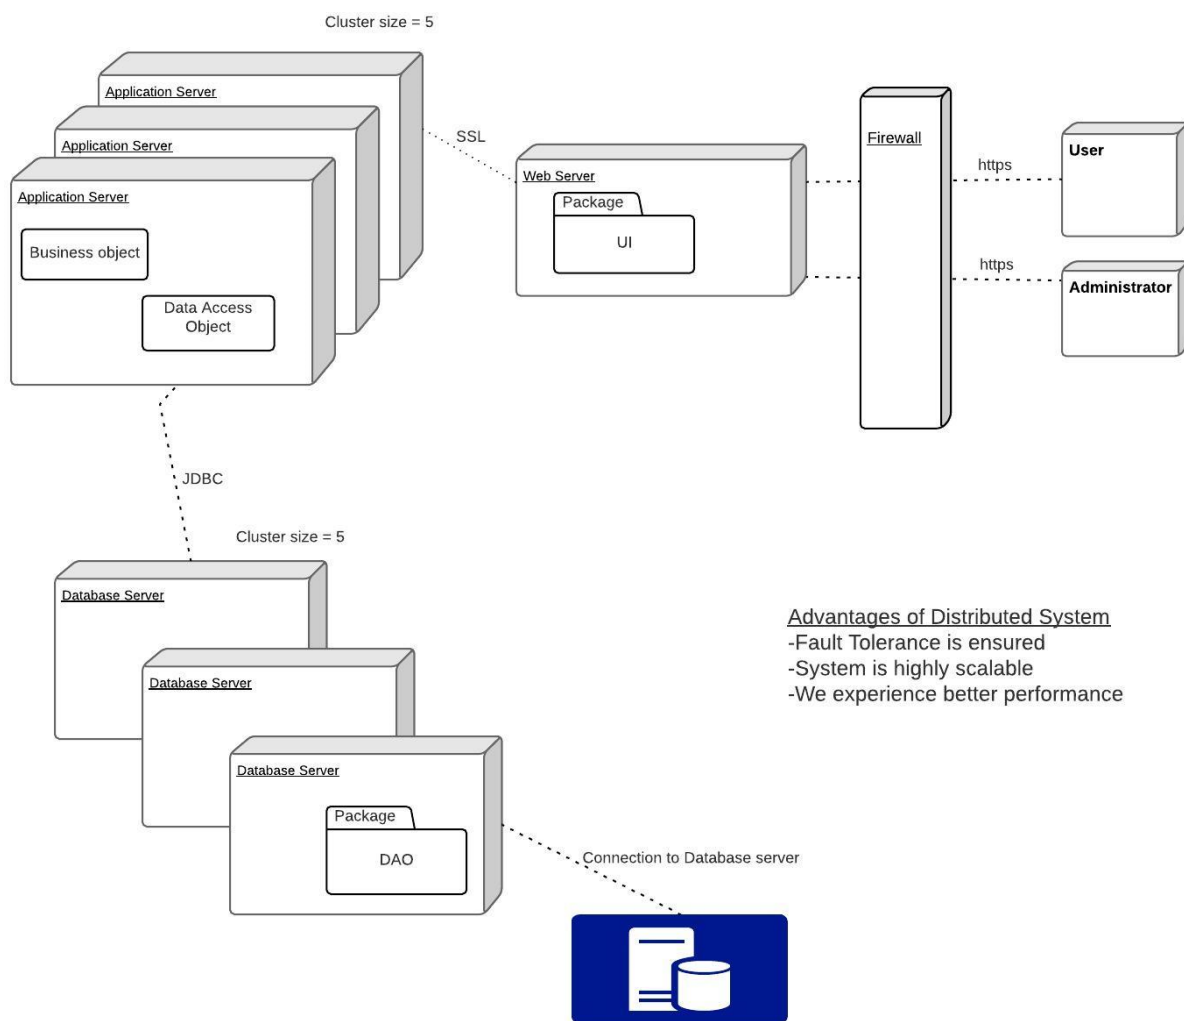 Cluster size = 5
Application Server
Application Server
Application Server
Business object
Data Access
Object
SSL
Web Server
Package
UI
Firewall
https
User
https
Administrator
JDBC
Cluster size = 5
Database Server
Database Server
Database Server
Package
DAO
Connection to Database server
Advantages of Distributed System
-Fault Tolerance is ensured
-System is highly scalable
-We experience better performance